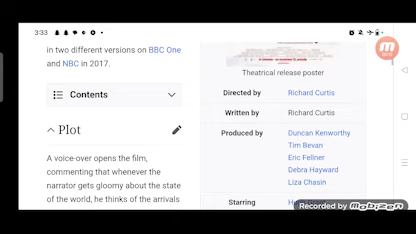 3:33
in two different versions on BBC One
and NBC in 2017.
Contents
Plot
A voice-over opens the film,
commenting that whenever the
narrator gets gloomy about the state
of the world, he thinks of the arrivals
Theatrical release poster
Directed by Richard Curtis
Written by Richard Curtis
Produced by Duncan Kenworthy
Tim Bevan
Eric Fellner
Debra Hayward
Liza Chasin
Starring
Recorded by MOBIZEN